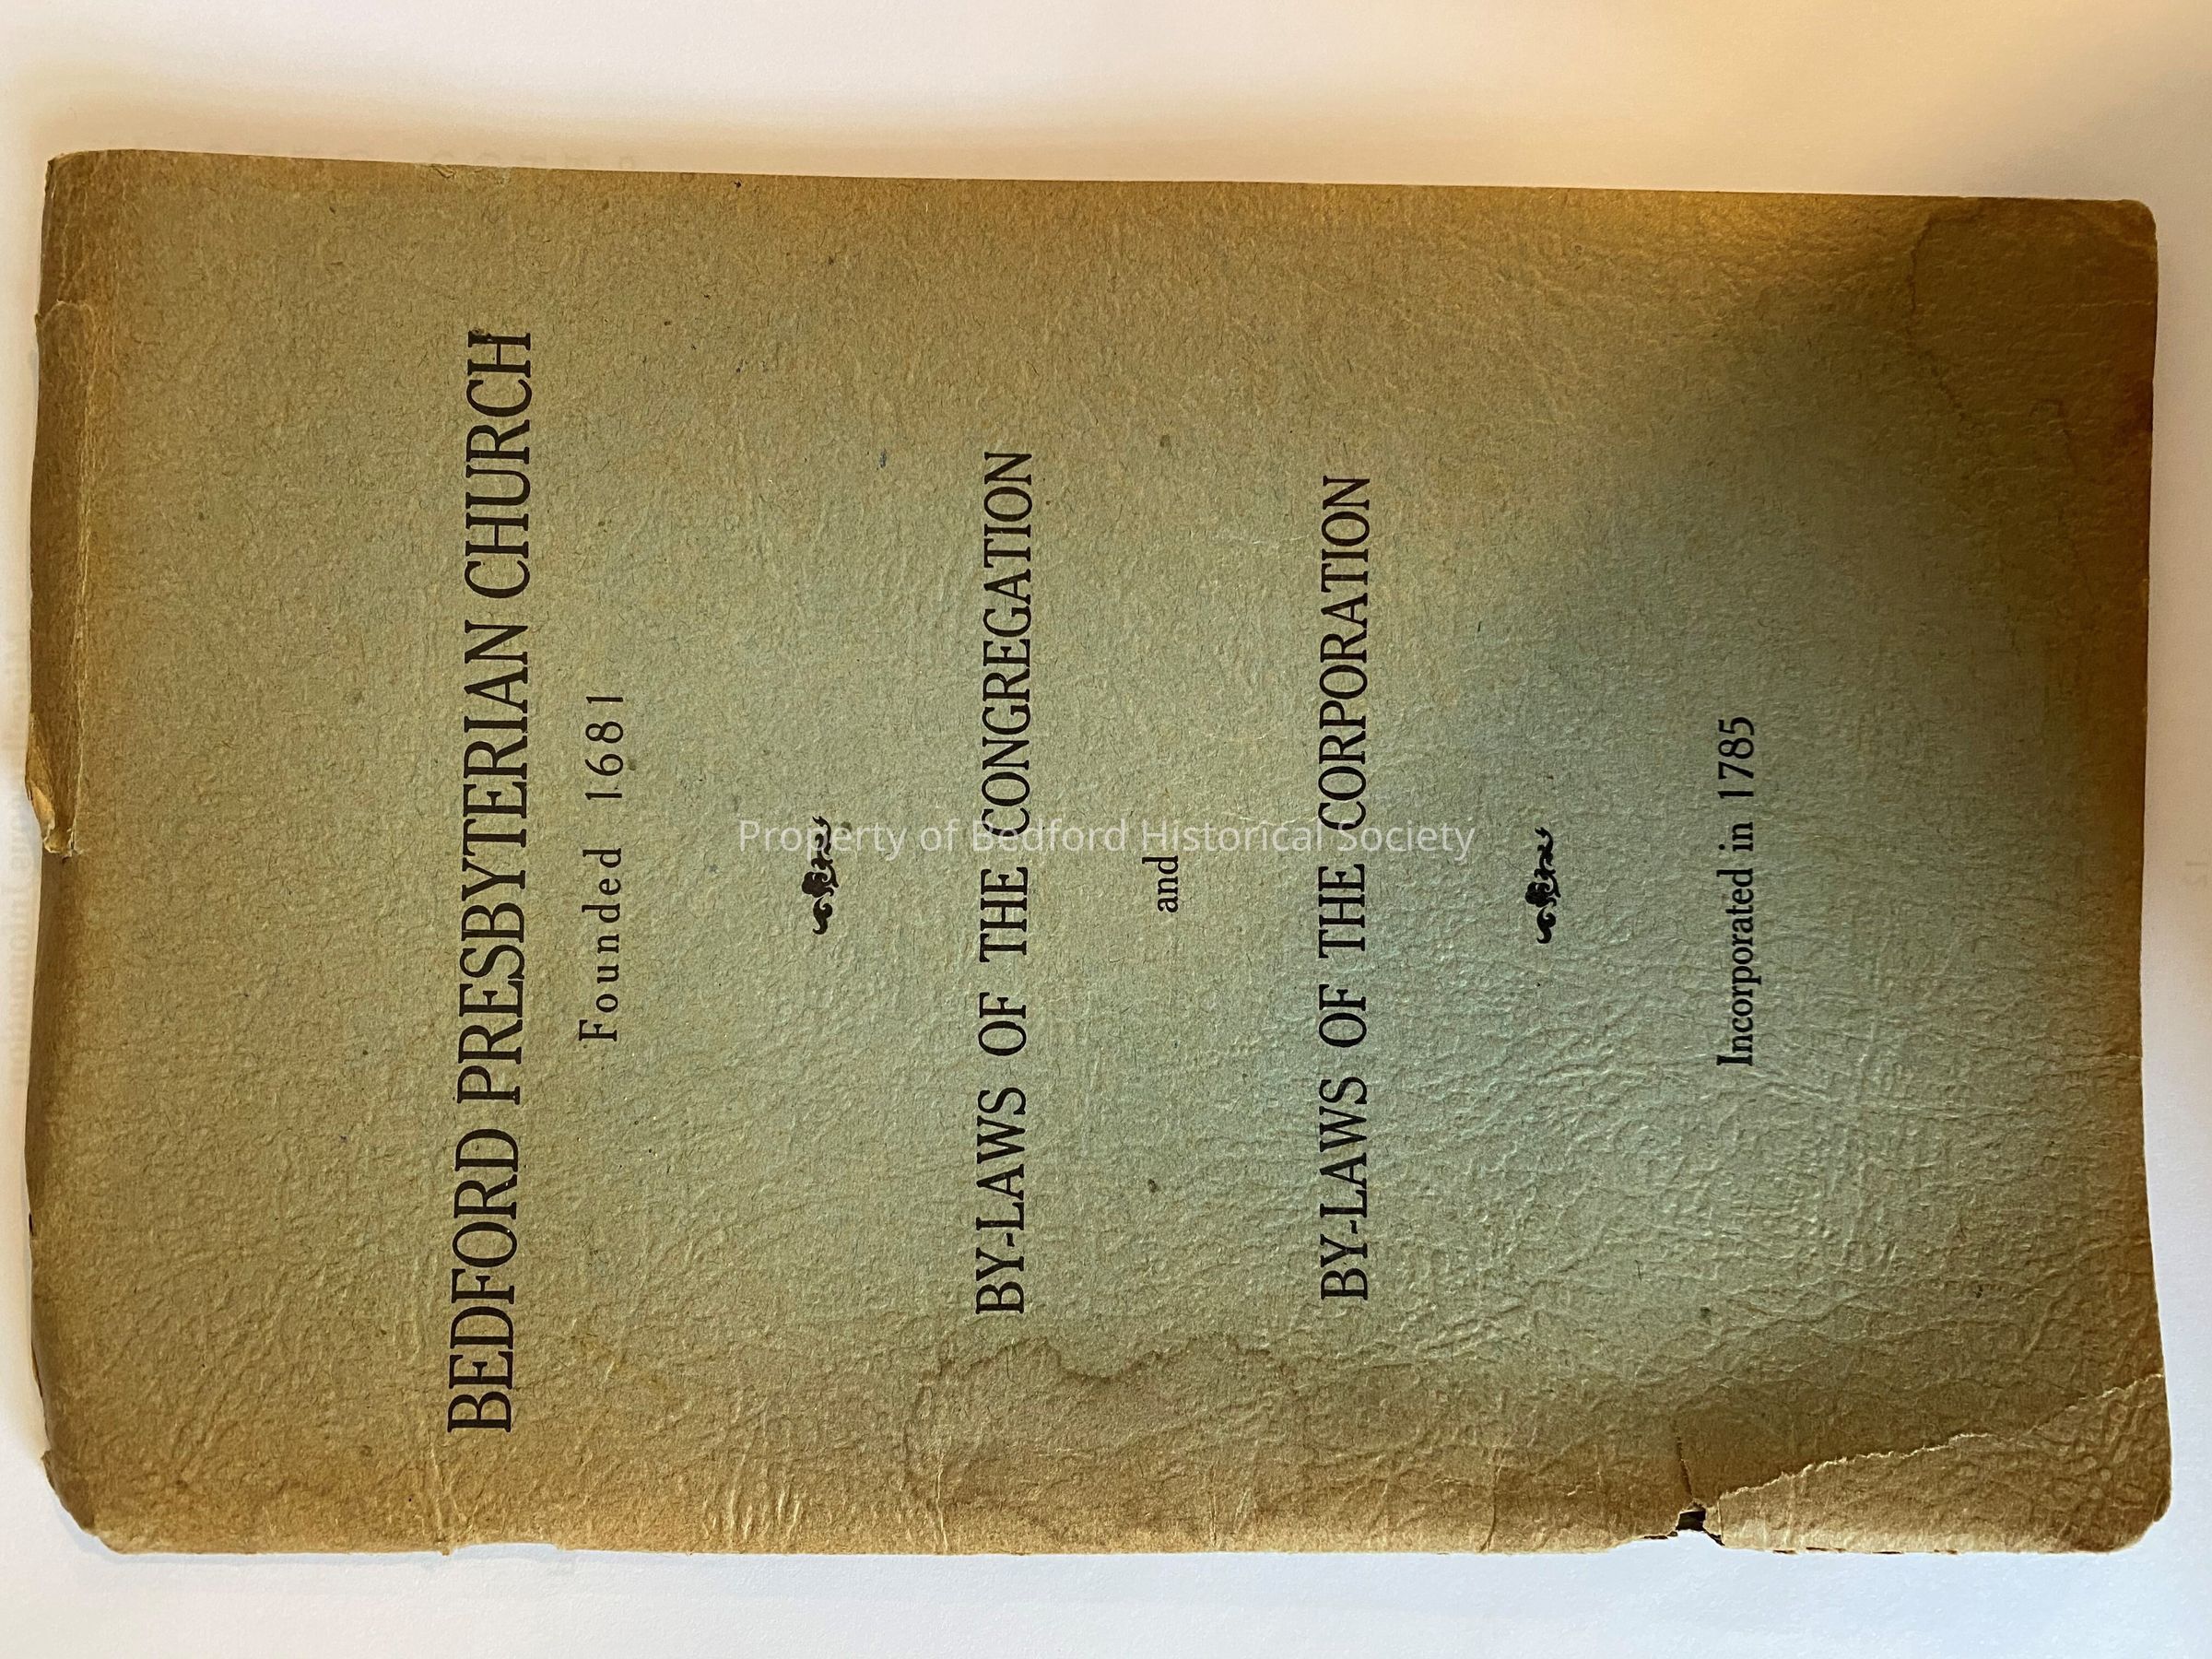 BEDFORD PRESBYTERIAN CHURCH
Founded 1681
BY-LAWS OF THE CONGREGATION
and
BY-LAWS OF THE CORPORATION
Incorporated in 1785
Property of Bedford Historical Society